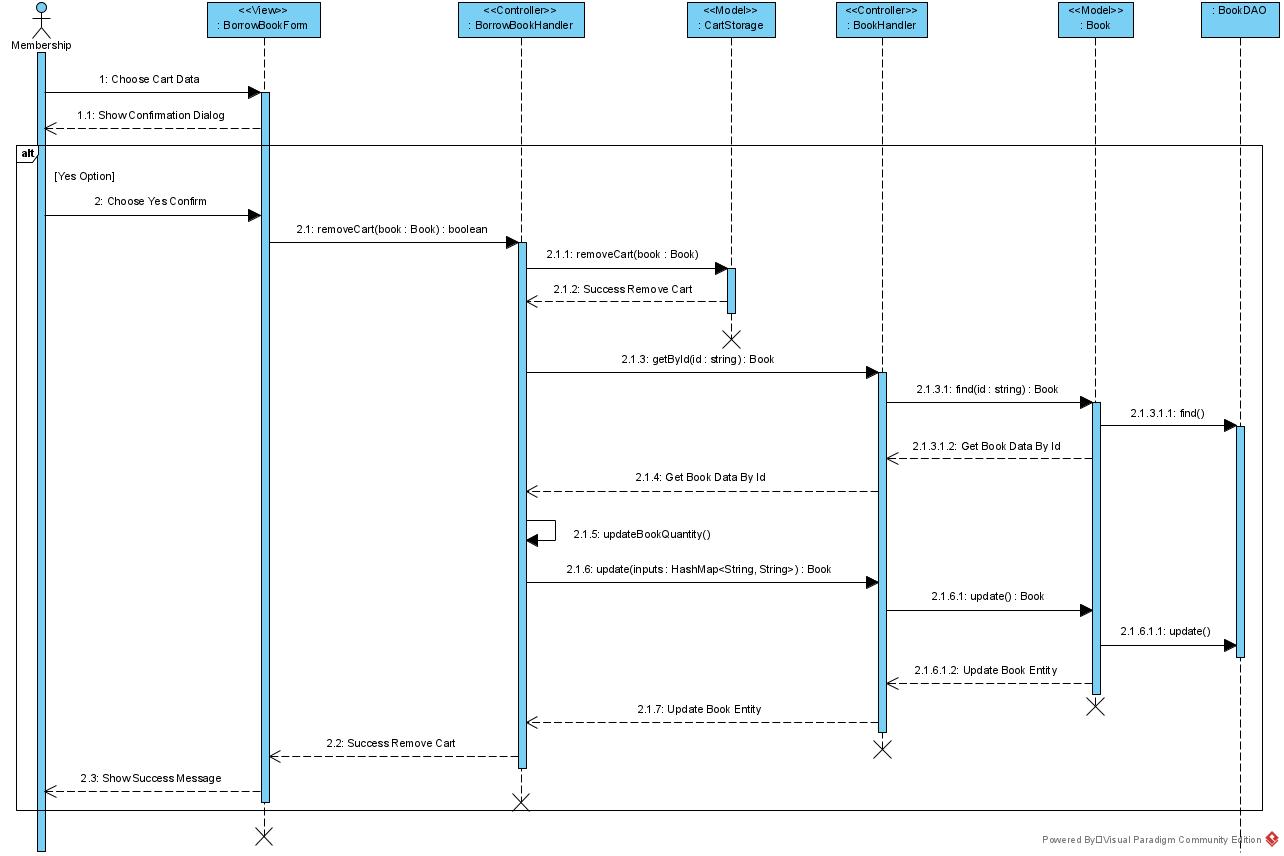 <<View>>
: BorrowBookForm
<<Controller>>
: BorrowBookHandler
<<Model>>
: CartStorage
<<Controller>>
: BookHandler
<<Model>>
: Book
: BookDAO
Membership
1: Choose Cart Data
1.1: Show Confirmation Dialog
alt
[Yes Option]
2: Choose Yes Confirm
2.1: removeCart(book : Book) : boolean
2.1.1: removeCart(book : Book)
2.1.2: Success Remove Cart
2.1.3: getById(id : string) : Book
2.1.3.1: find(id : string) : Book
2.1.3.1.1: find()
2.1.3.1.2: Get Book Data By Id
2.1.4: Get Book Data By Id
2.1.5: updateBookQuantity()
2.1.6: update(inputs : HashMap<String, String>) : Book
2.1.6.1: update() : Book
2.1.6.1.1: update()
2.1.6.1.2: Update Book Entity
2.1.7: Update Book Entity
2.2: Success Remove Cart
2.3: Show Success Message
Powered By Visual Paradigm Community Edition